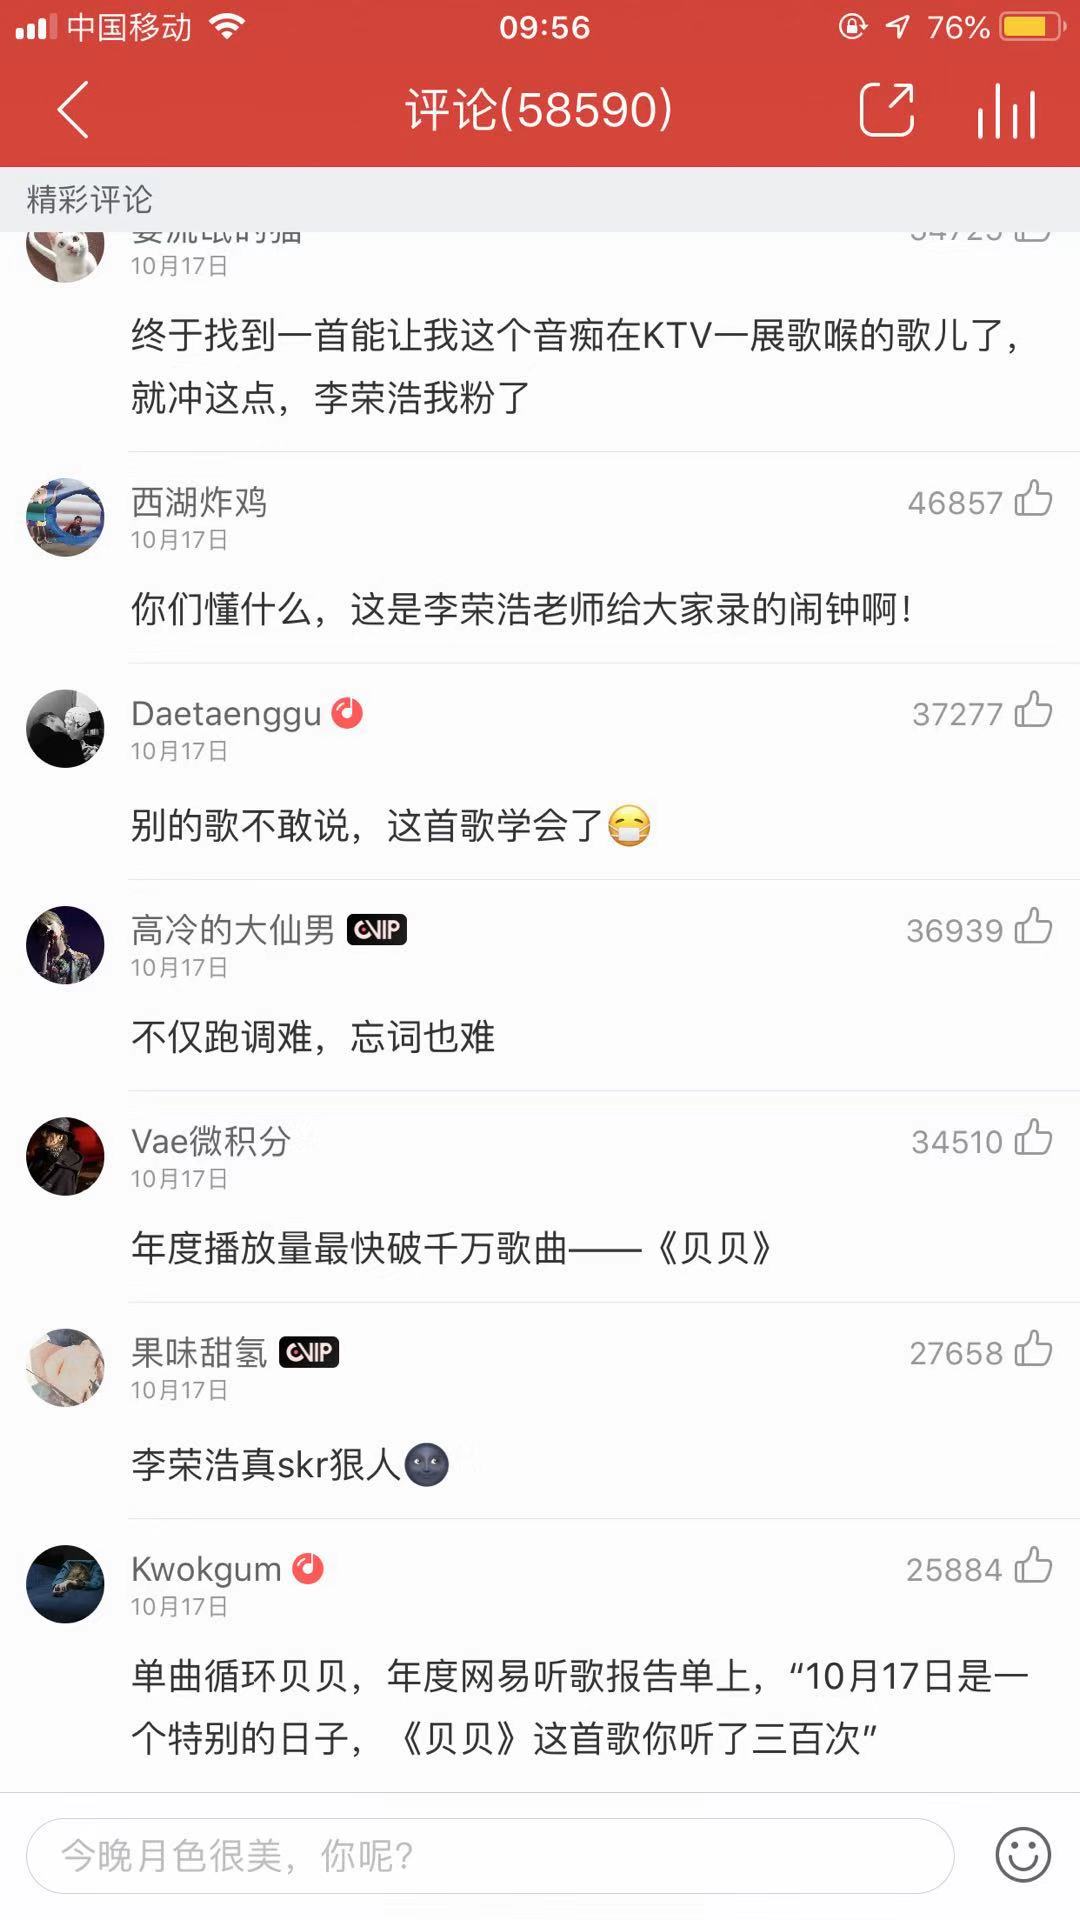 中国移动
09:56
76%
评论(58590)
精彩评论
10月17日
终于找到一首能让我这个音痴在KTV一展歌喉的歌儿了，
就冲这点，李荣浩我粉了
西湖炸鸡
46857
10月17日
你们懂什么，这是李荣浩老师给大家录的闹钟啊！
Daetaenggu
37277
10月17日
别的歌不敢说，这首歌学会了😷
高冷的大仙男 VIP
36939
10月17日
不仅跑调难，忘词也难
Vae微积分
34510
10月17日
年度播放量最快破千万歌曲——《贝贝》
果味甜氢 VIP
27658
10月17日
李荣浩真skr狠人🌚
Kwokgum
25884
10月17日
单曲循环贝贝，年度网易听歌报告单上，“10月17日是一
个特别的日子，《贝贝》这首歌你听了三百次”
今晚月色很美，你呢？